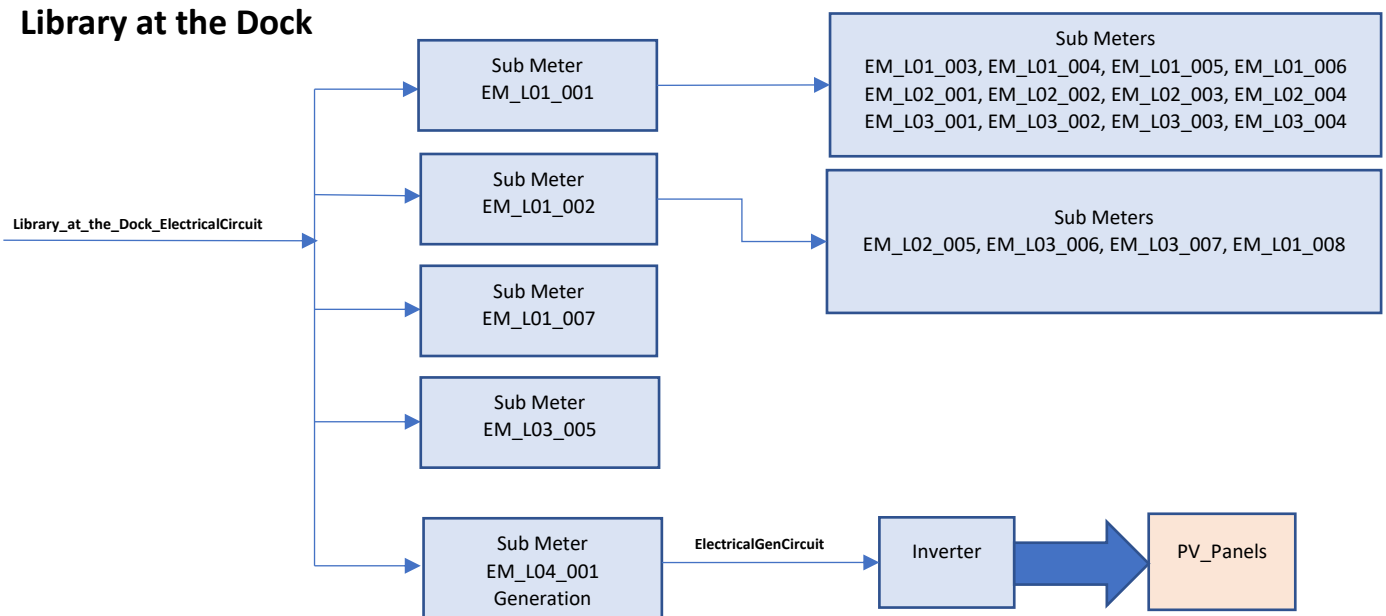 Library at the Dock
Sub Meter
EM_L01_001
Sub Meters
EM_L01_003, EM_L01_004, EM_L01_005, EM_L01_006
EM_L02_001, EM_L02_002, EM_L02_003, EM_L02_004
EM_L03_001, EM_L03_002, EM_L03_003, EM_L03_004
Sub Meter
EM_L01_002
Sub Meters
EM_L02_005, EM_L03_006, EM_L03_007, EM_L01_008
Library_at_the_Dock_ElectricalCircuit
Sub Meter
EM_L01_007
Sub Meter
EM_L03_005
Sub Meter
EM_L04_001
Generation
ElectricalGenCircuit
Inverter
PV_Panels